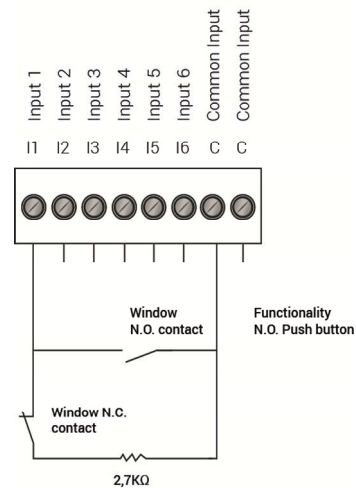 Input 1
Input 2
Input 3
Input 4
Input 5
Input 6
Common Input
Common Input
I1 I2 I3 I4 I5 I6 C C
Window
N.O. contact
Functionality
N.O. Push button
Window N.C.
contact
2,7KΩ